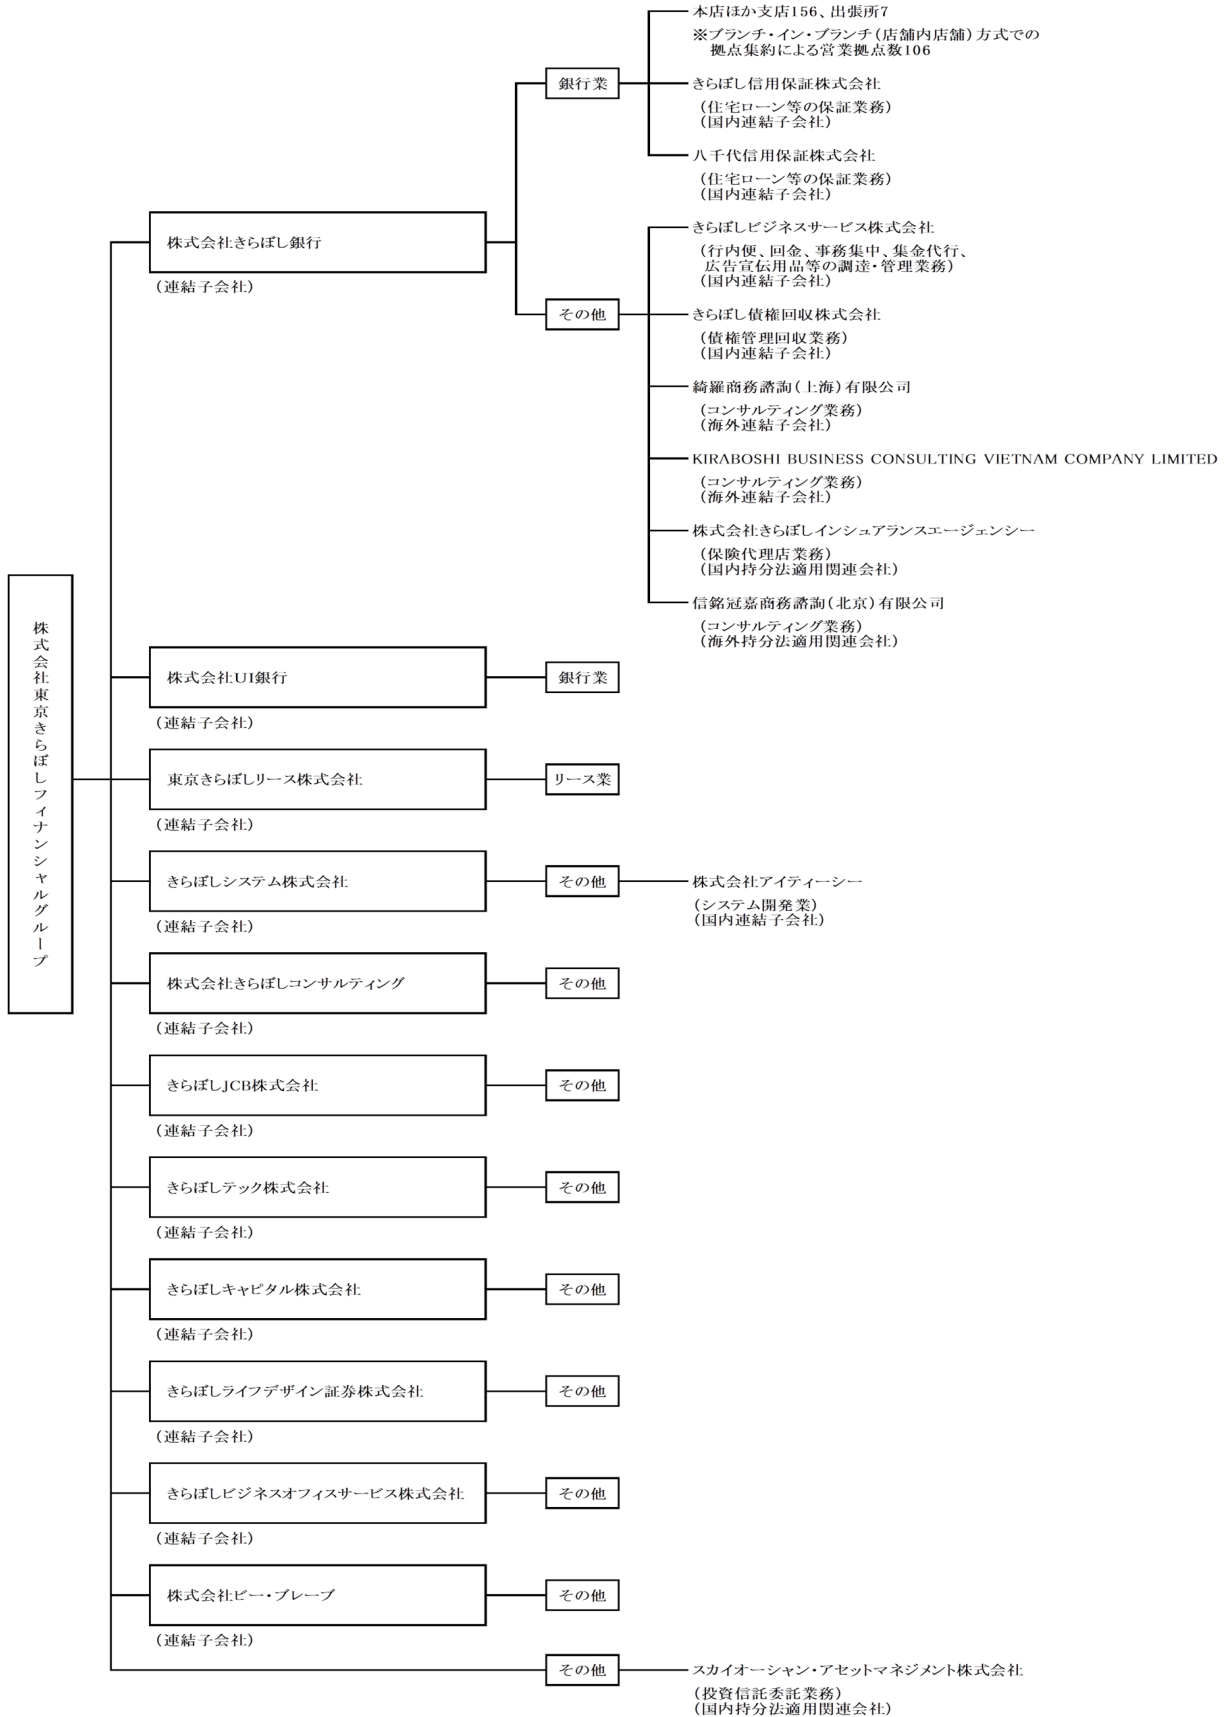 株式会社東京きらぼしフィナンシャルグループ
株式会社きらぼし銀行
(連結子会社)
銀行業
本店ほか支店156、出張所7
※ブランチ・イン・ブランチ(店舗内店舗)方式での
拠点集約による営業拠点数106
きらぼし信用保証株式会社
(住宅ローン等の保証業務)
(国内連結子会社)
八千代信用保証株式会社
(住宅ローン等の保証業務)
(国内連結子会社)
その他
きらぼしビジネスサービス株式会社
(行内便、回金、事務集中、集金代行、
広告宣伝用品等の調達・管理業務)
(国内連結子会社)
きらぼし債権回収株式会社
(債権管理回収業務)
(国内連結子会社)
綺羅商務諮詢(上海)有限公司
(コンサルティング業務)
(海外連結子会社)
KIRABOSHI BUSINESS CONSULTING VIETNAM COMPANY LIMITED
(コンサルティング業務)
(海外連結子会社)
株式会社きらぼしインシュアランスエージェンシー
(保険代理店業務)
(国内持分法適用関連会社)
信銘冠嘉商務諮詢(北京)有限公司
(コンサルティング業務)
(海外持分法適用関連会社)
株式会社UI銀行
(連結子会社)
銀行業
東京きらぼしリース株式会社
(連結子会社)
リース業
きらぼしシステム株式会社
(連結子会社)
その他
株式会社アイティーシー
(システム開発業)
(国内連結子会社)
株式会社きらぼしコンサルティング
(連結子会社)
その他
きらぼしJCB株式会社
(連結子会社)
その他
きらぼしテック株式会社
(連結子会社)
その他
きらぼしキャピタル株式会社
(連結子会社)
その他
きらぼしライフデザイン証券株式会社
(連結子会社)
その他
きらぼしビジネスオフィスサービス株式会社
(連結子会社)
その他
株式会社ビー・ブレーブ
(連結子会社)
その他
その他
スカイオーシャン・アセットマネジメント株式会社
(投資信託委託業務)
(国内持分法適用関連会社)